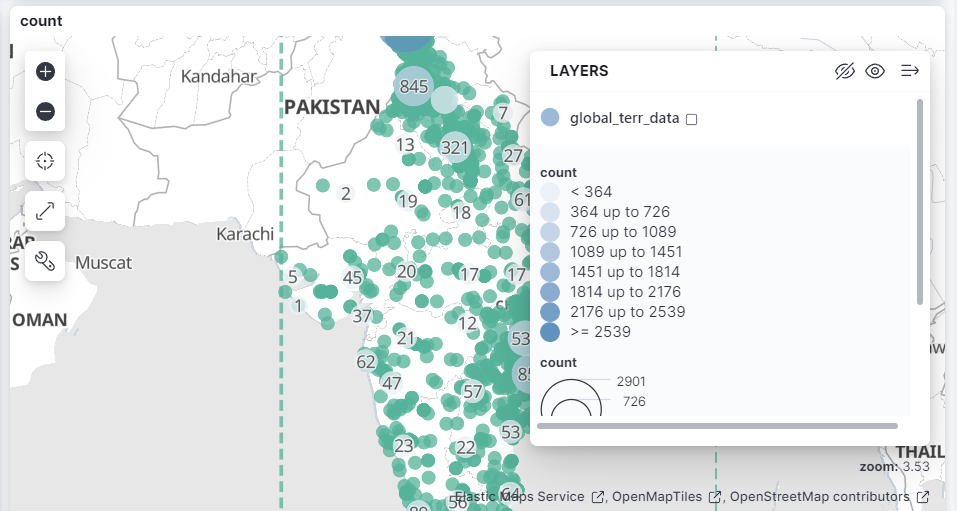 count
Kandahar
PAKISTAN
845
7
13
321
27
2
19
18
61
Karachi
Muscat
5
45
20
17
17
1
37
12
OMAN
21
53
62
47
57
53
23
22
64
56
LAYERS
global_terr_data
count
< 364
364 up to 726
726 up to 1089
1089 up to 1451
1451 up to 1814
1814 up to 2176
2176 up to 2539
>= 2539
count
2901
726
THAIL
zoom: 3.53
Elastic Maps Service , OpenMapTiles , OpenStreetMap contributors